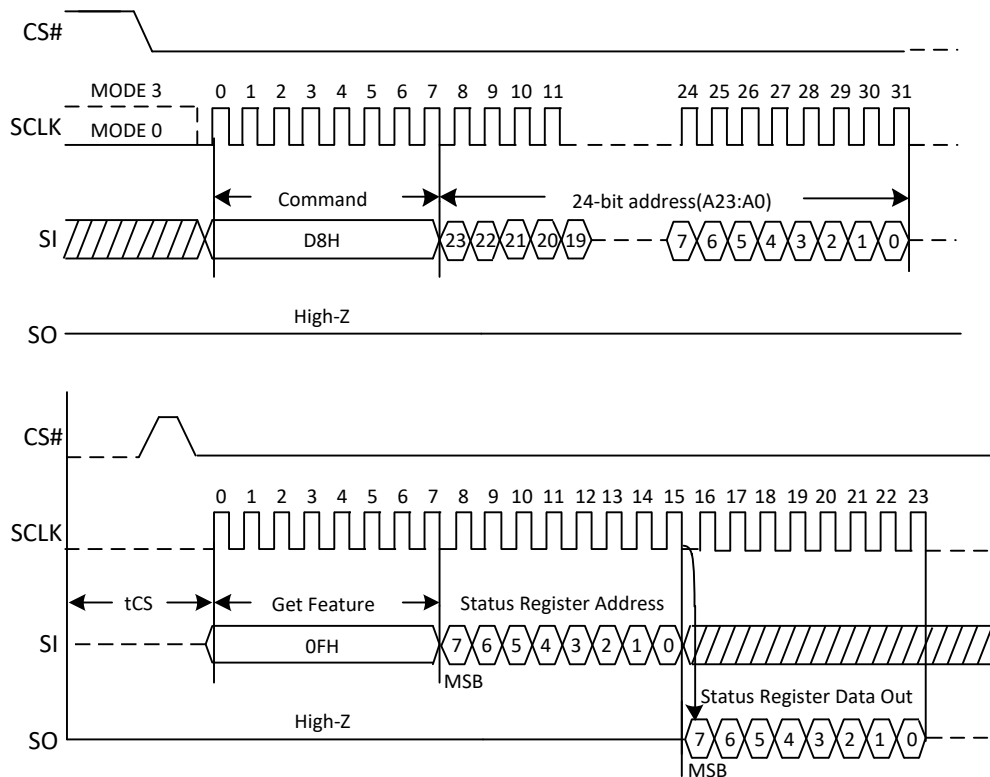 CS#
MODE 3 0 1 2 3 4 5 6 7 8 9 10 11 24 25 26 27 28 29 30 31
SCLK
MODE 0
Command 24-bit address(A23:A0)
SI D8H 23 22 21 20 19 7 6 5 4 3 2 1 0
High-Z
SO
CS#
0 1 2 3 4 5 6 7 8 9 10 11 12 13 14 15 16 17 18 19 20 21 22 23
SCLK
tCS Get Feature Status Register Address
SI 0FH 7 6 5 4 3 2 1 0
MSB
Status Register Data Out
High-Z
SO 7 6 5 4 3 2 1 0
MSB